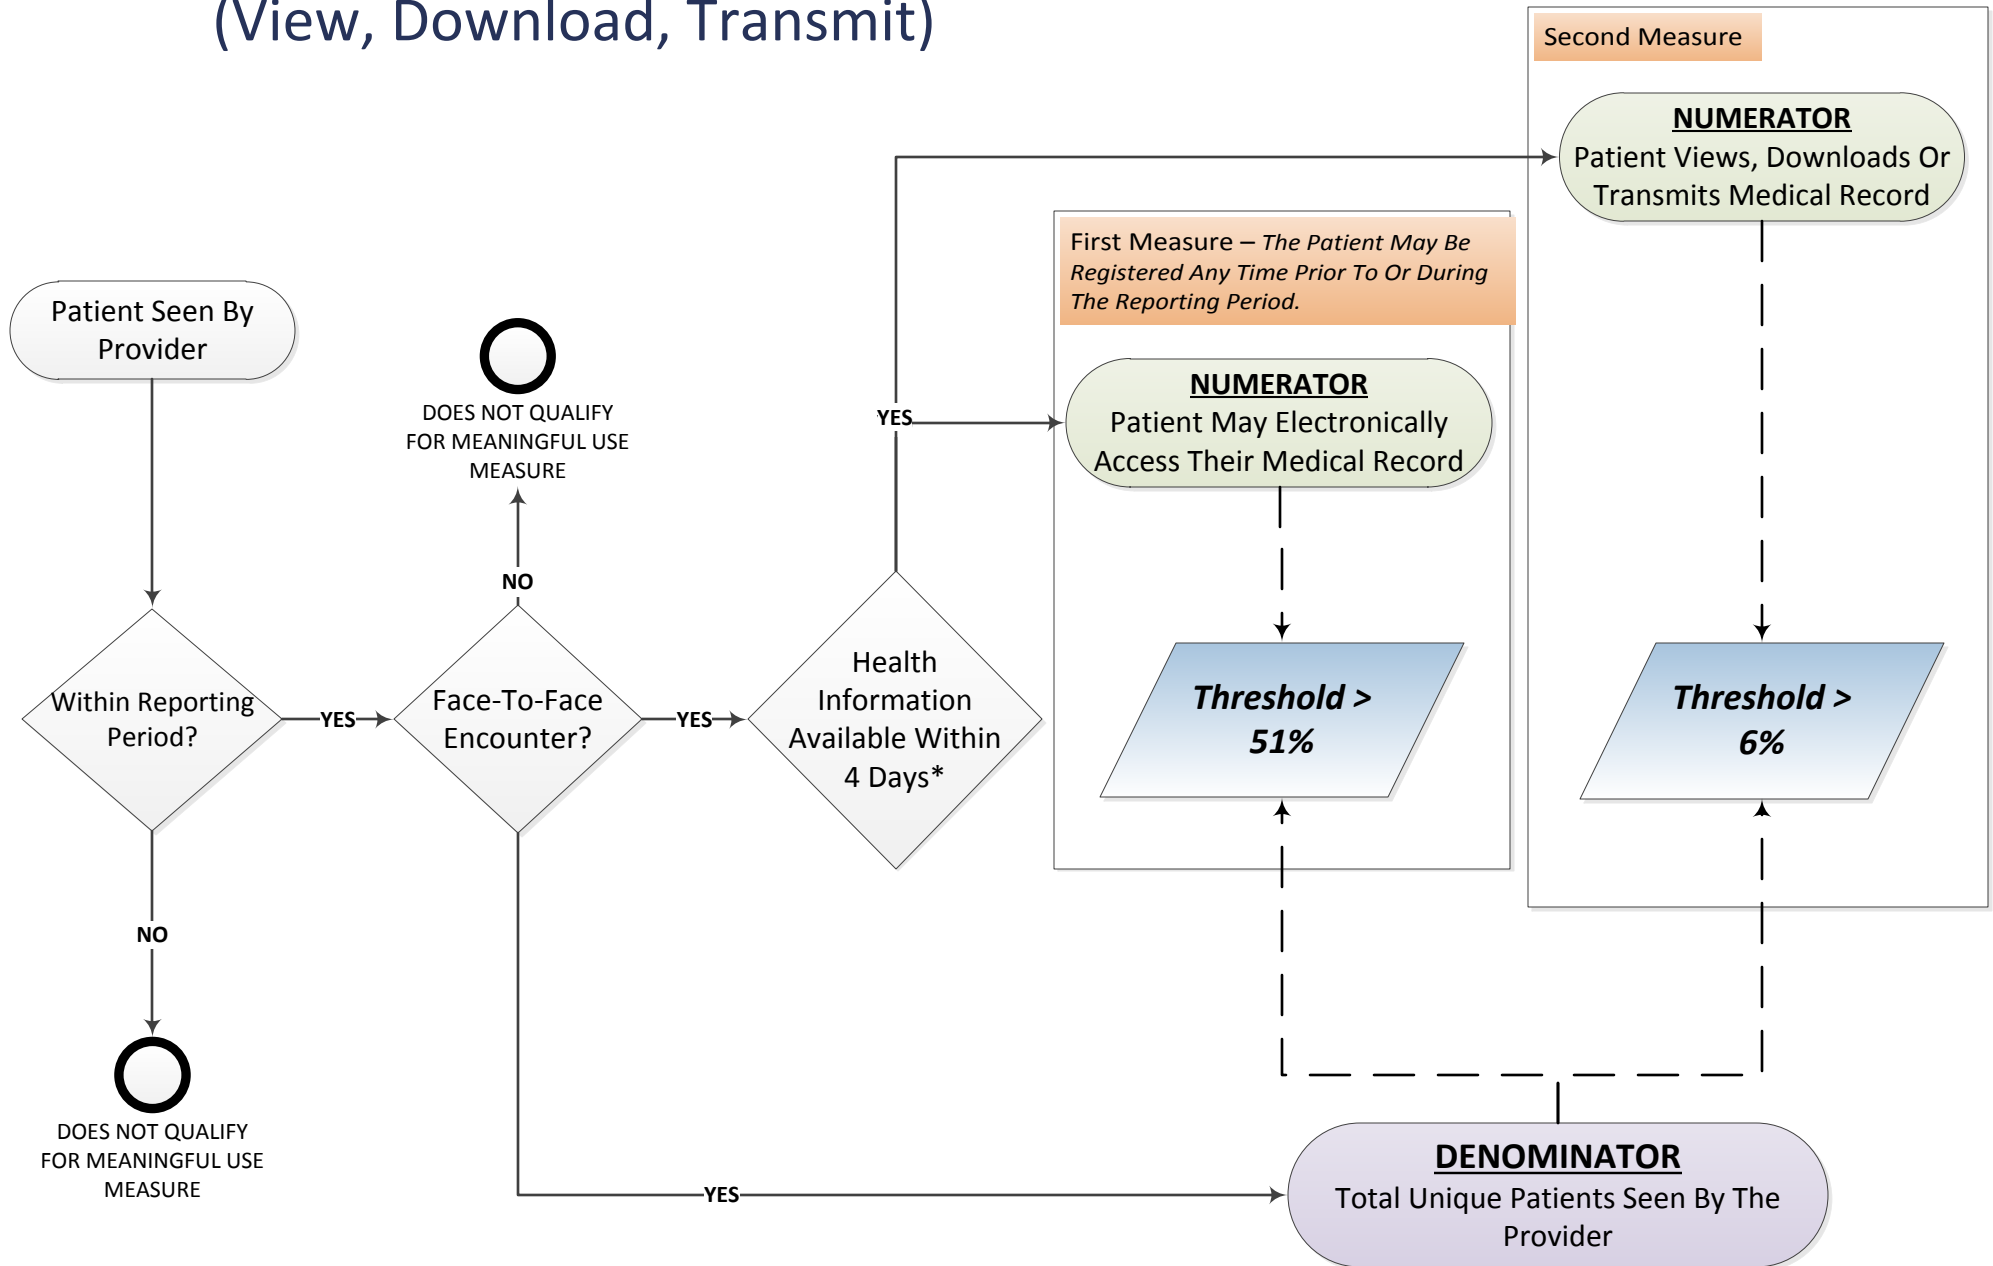 (View, Download, Transmit)
Second Measure
NUMERATOR
Patient Views, Downloads Or
Transmits Medical Record
First Measure – The Patient May Be
Registered Any Time Prior To Or During
The Reporting Period.
Patient Seen By
Provider
DOES NOT QUALIFY
FOR MEANINGFUL USE
MEASURE
YES
NUMERATOR
Patient May Electronically
Access Their Medical Record
NO
Within Reporting
Period?
YES
Face-To-Face
Encounter?
YES
Health
Information
Available Within
4 Days*
Threshold >
51%
Threshold >
6%
NO
DOES NOT QUALIFY
FOR MEANINGFUL USE
MEASURE
YES
DENOMINATOR
Total Unique Patients Seen By The
Provider